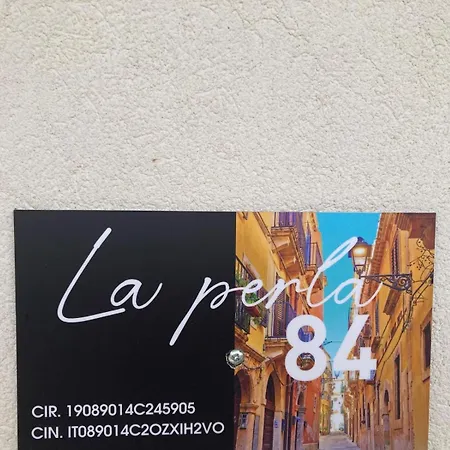 La perla
84
CIR. 19089014C245905
CIN. IT089014C2OZXIH2VO